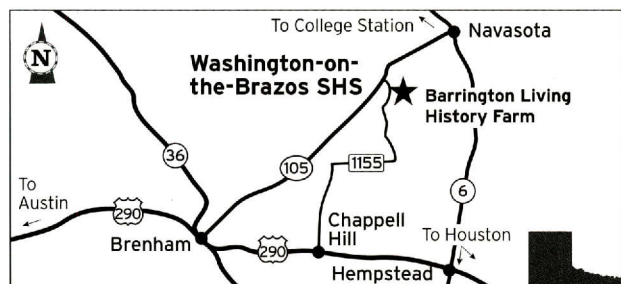 To College Station
Navasota
N
Washington-on-
the-Brazos SHS
Barrington Living
History Farm
36
105
1155
To
Austin
290
6
Chappell
Hill
To Houston
Brenham
290
Hempstead